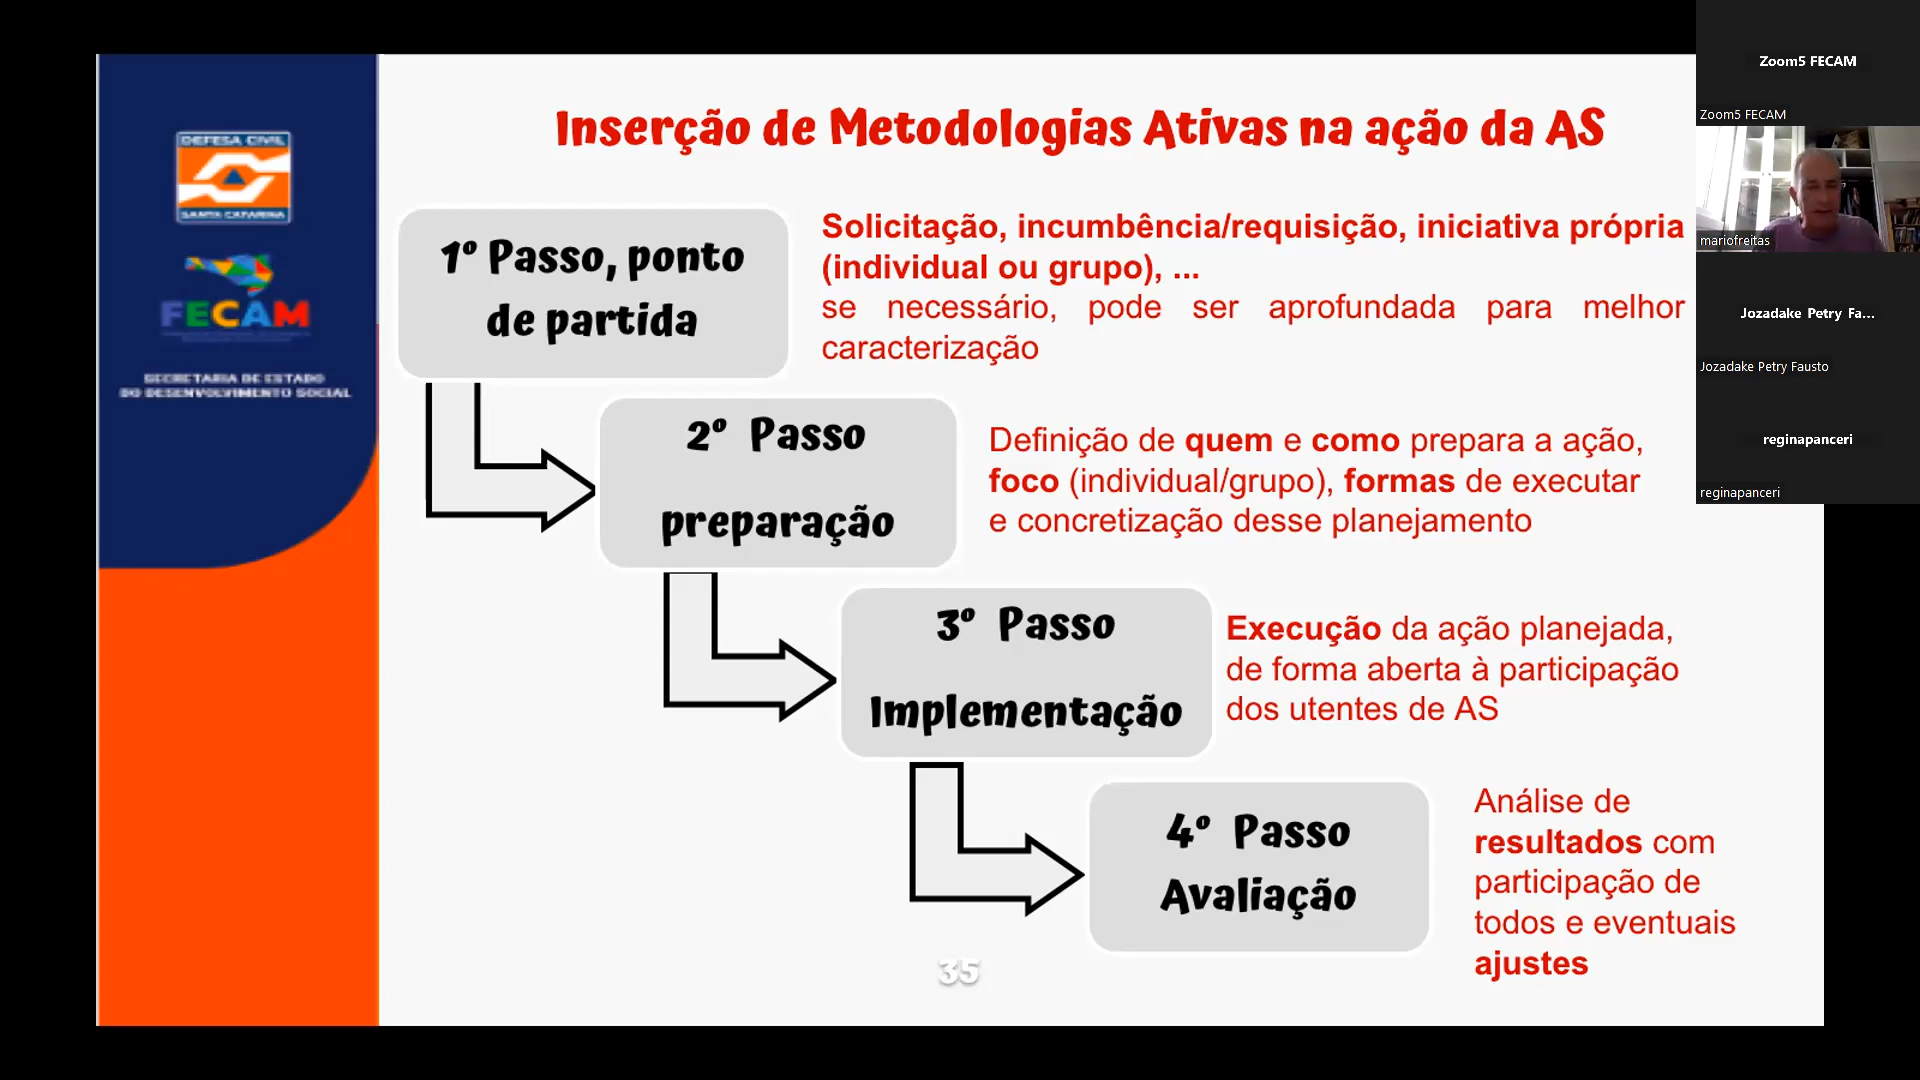 DEFESA CIVIL
SANTA CATARINA
FECAM
SECRETARIA DE ESTADO
DO DESENVOLVIMENTO SOCIAL
Inserção de Metodologias Ativas na ação da AS
1º Passo, ponto
de partida
Solicitação, incumbência/requisição, iniciativa própria
(individual ou grupo), ...
se necessário, pode ser aprofundada para melhor
caracterização
2º Passo
preparação
Definição de quem e como prepara a ação,
foco (individual/grupo), formas de executar
e concretização desse planejamento
3º Passo
Implementação
Execução da ação planejada,
de forma aberta à participação
dos utentes de AS
4º Passo
Avaliação
Análise de
resultados com
participação de
todos e eventuais
ajustes
35
Zoom5 FECAM
Zoom5 FECAM
mariofreitas
Jozadake Petry Fa...
Jozadake Petry Fausto
reginapanceri
reginapanceri